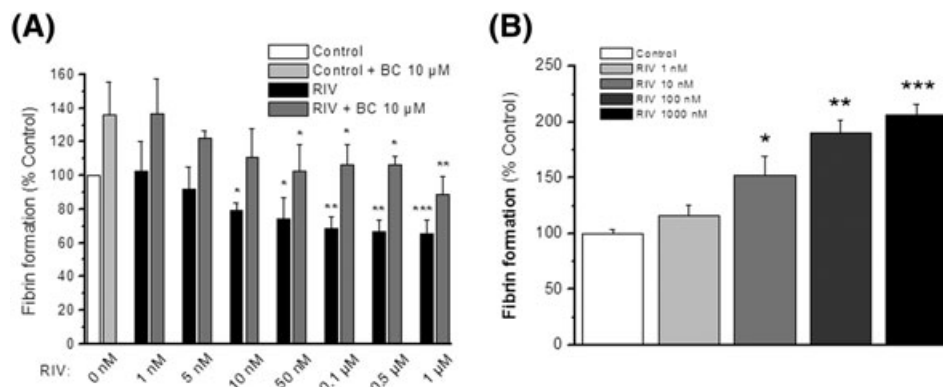 (A)
Control
Control + BC 10 µM
RIV
RIV + BC 10 µM
Fibrin formation (% Control)
160
140
120
100
80
60
40
20
0
* * * * * ** ** * *** **
RIV: 0 nM 1 nM 5 nM 10 nM 50 nM 0,1 µM 0,5 µM 1 µM
(B)
Control
RIV 1 nM
RIV 10 nM
RIV 100 nM
RIV 1000 nM
Fibrin formation (% Control)
250
200
150
100
50
0
* ** ***